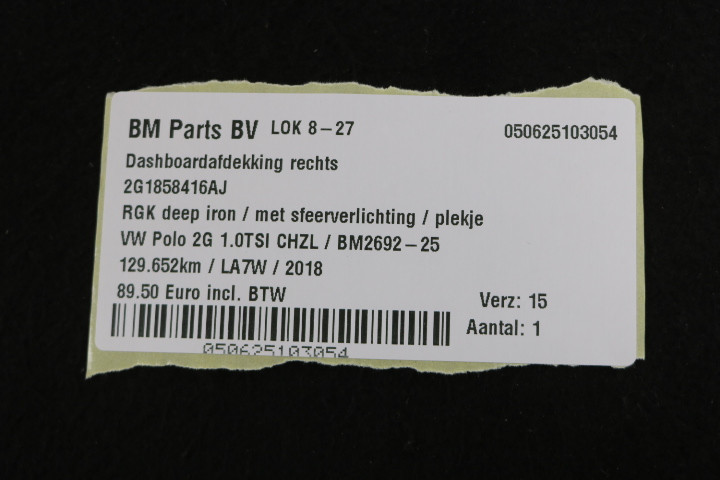 BM Parts BV LOK 8-27 050625103054
Dashboardafdekking rechts
2G1858416AJ
RGK deep iron / met sfeerverlichting / plekje
VW Polo 2G 1.0TSI CHZL / BM2692-25
129.652km / LA7W / 2018
89.50 Euro incl. BTW Verz: 15
Aantal: 1
050625103054